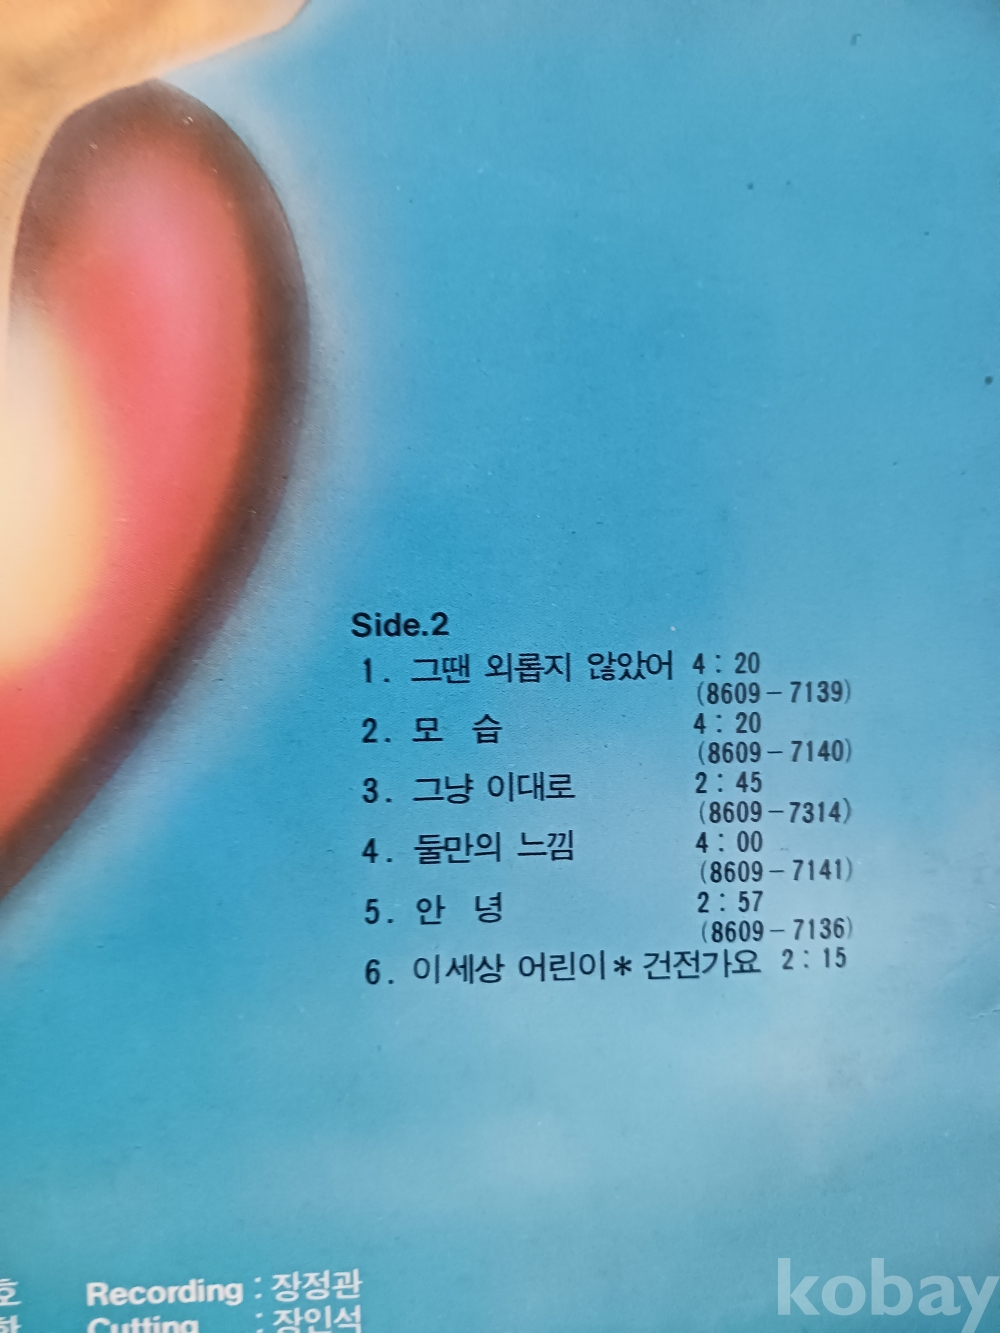 Side.2
1. 그땐 외롭지 않았어 4 : 20
(8609-7139)
2. 모 습 4 : 20
(8609-7140)
3. 그냥 이대로 2 : 45
(8609-7314)
4. 둘만의 느낌 4 : 00
(8609-7141)
5. 안 녕 2 : 57
(8609-7136)
6. 이세상 어린이* 건전가요 2 : 15
호 Recording : 장정관
Cutting : 장인석
kobay